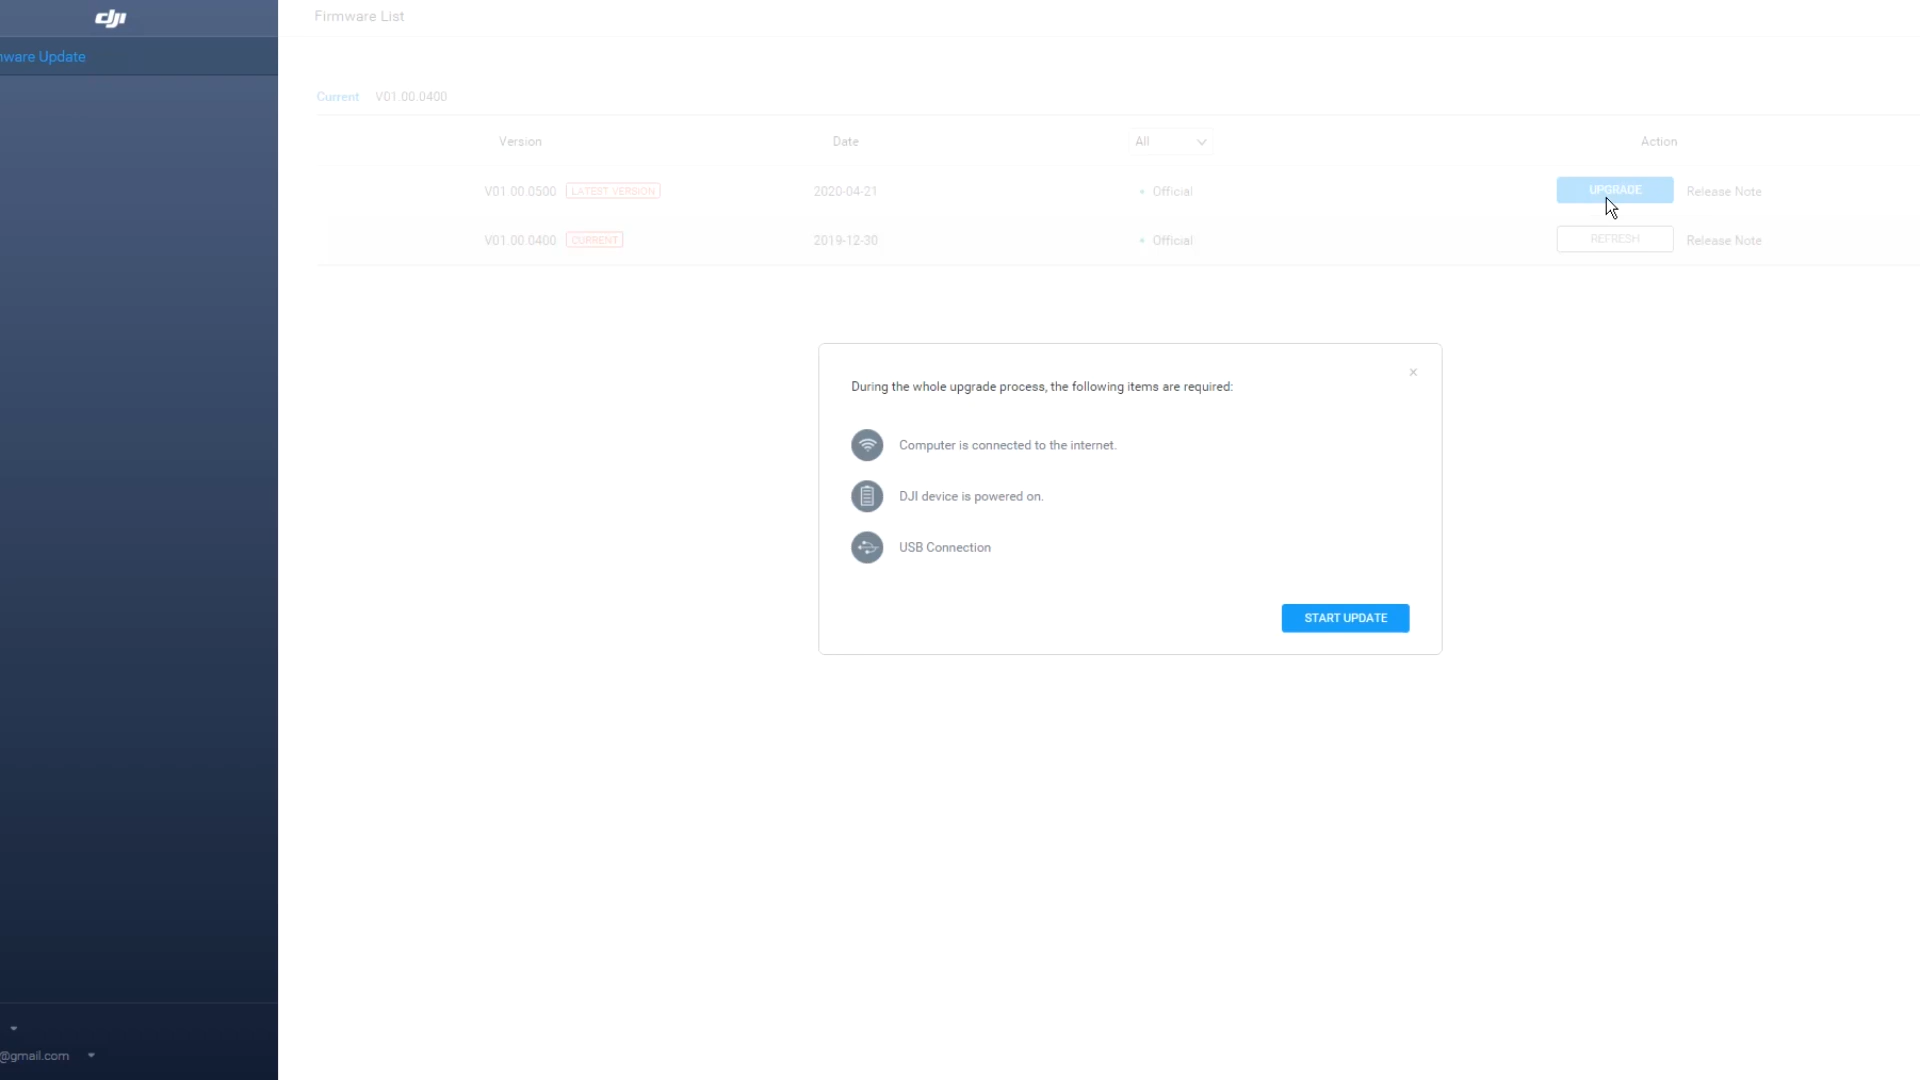 dji
Firmware List
ware Update
Current V01.00.0400
Version Date All Action
V01.00.0500 LATEST VERSION 2020-04-21 Official UPGRADE Release Note
V01.00.0400 CURRENT 2019-12-30 Official REFRESH Release Note
×
During the whole upgrade process, the following items are required:
Computer is connected to the internet.
DJI device is powered on.
USB Connection
START UPDATE
@gmail.com